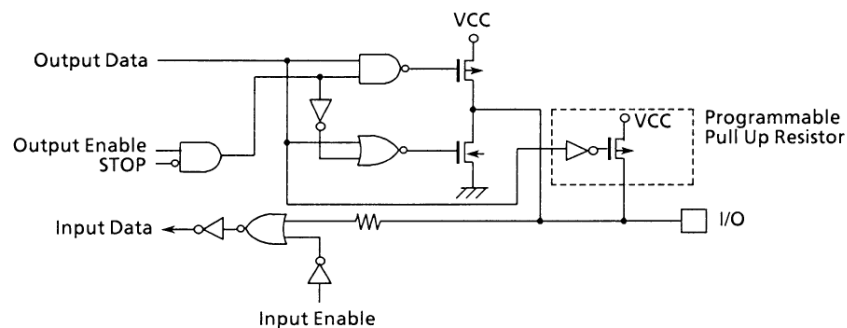 VCC
Output Data
VCC
Programmable
Pull Up Resistor
Output Enable
STOP
Input Data
I/O
Input Enable